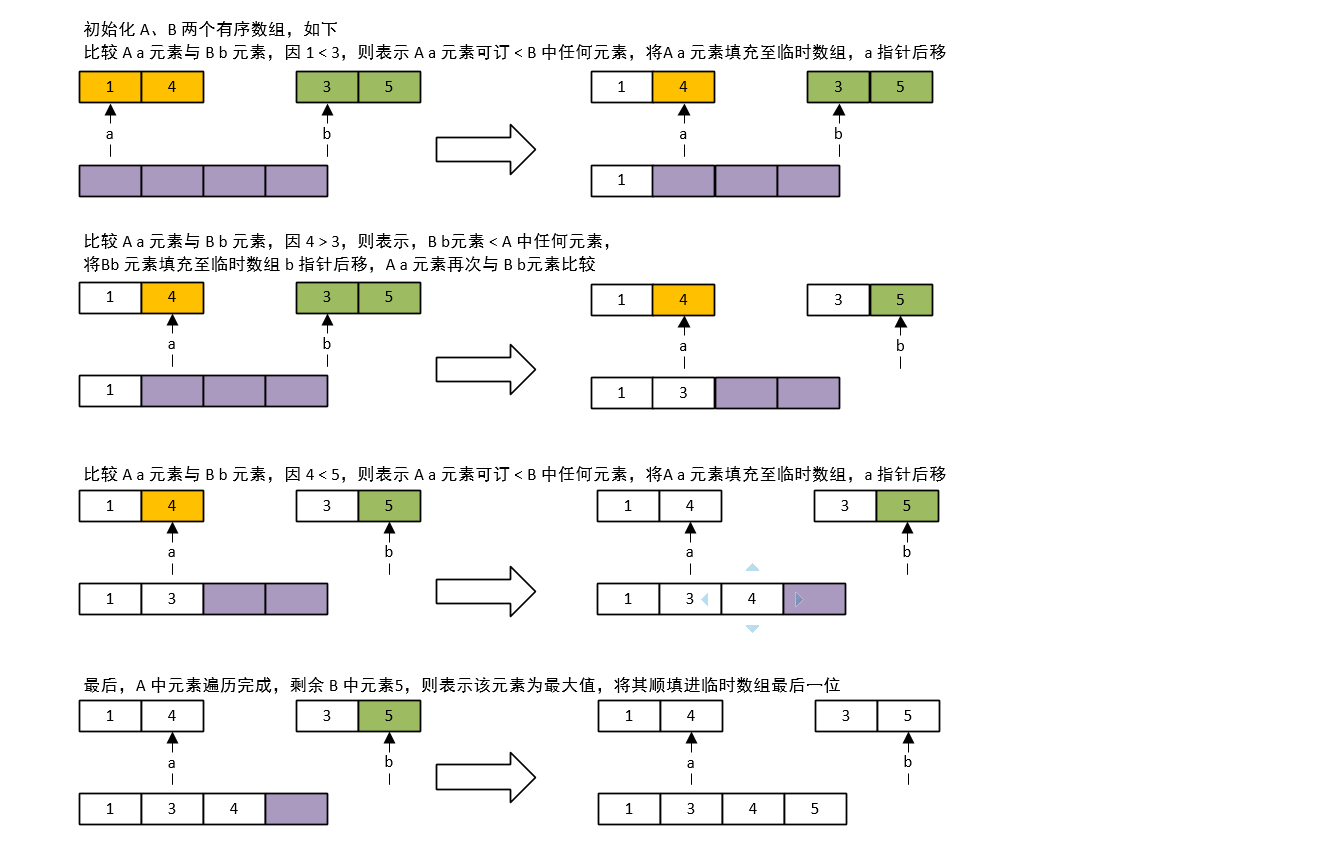 初始化 A、B 两个有序数组，如下
比较 A a 元素与 B b 元素，因 1 < 3，则表示 A a 元素可订 < B 中任何元素，将A a 元素填充至临时数组，a 指针后移
1 4 3 5 1 4 3 5
a b a b
1
比较 A a 元素与 B b 元素，因 4 > 3，则表示，B b元素 < A 中任何元素，
将Bb 元素填充至临时数组 b 指针后移，A a 元素再次与 B b元素比较
1 4 3 5 1 4 3 5
a b a b
1 1 3
比较 A a 元素与 B b 元素，因 4 < 5，则表示 A a 元素可订 < B 中任何元素，将A a 元素填充至临时数组，a 指针后移
1 4 3 5 1 4 3 5
a b a b
1 3 1 3 4
最后，A 中元素遍历完成，剩余 B 中元素5，则表示该元素为最大值，将其顺填进临时数组最后一位
1 4 3 5 1 4 3 5
a b a b
1 3 4 1 3 4 5